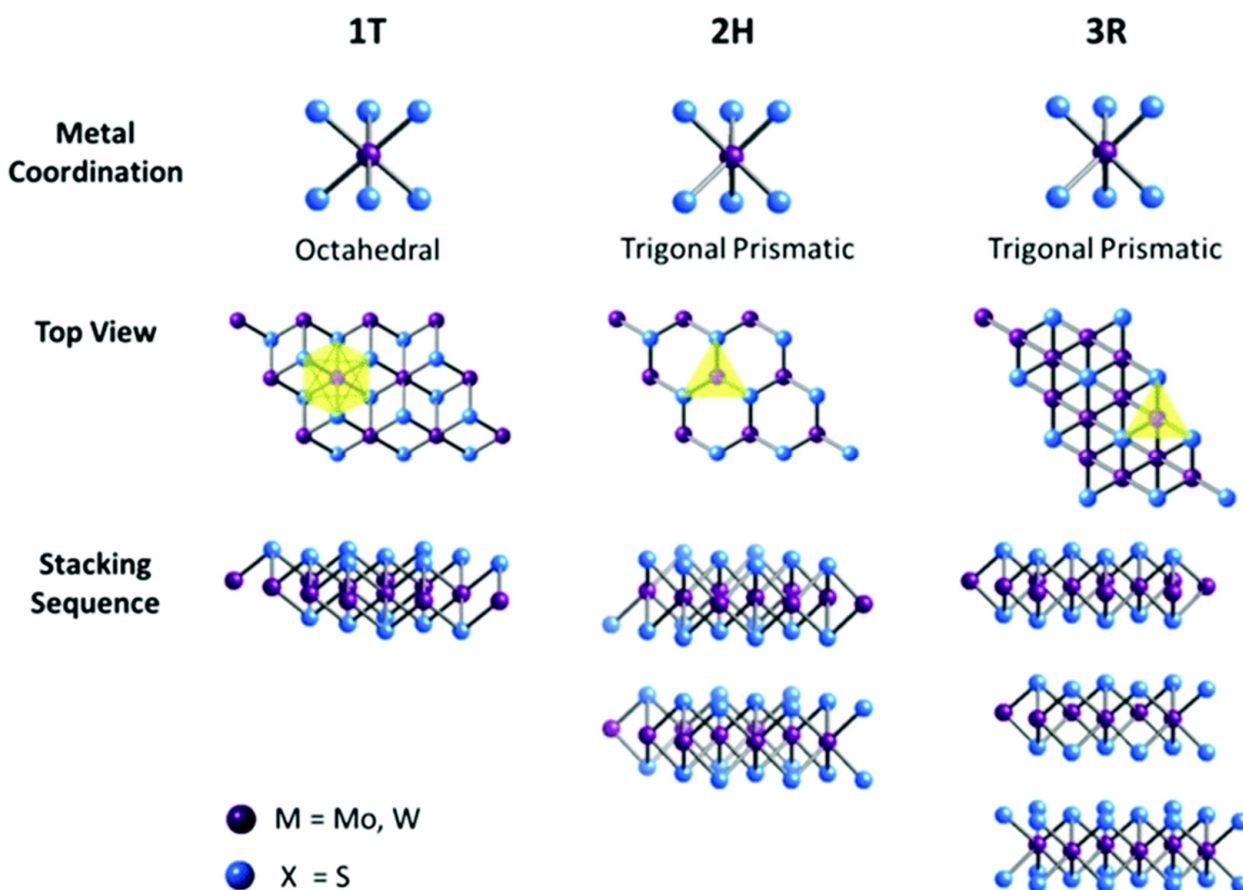 1T
2H
3R
Metal
Coordination
Octahedral
Trigonal Prismatic
Trigonal Prismatic
Top View
Stacking
Sequence
M = Mo, W
X = S